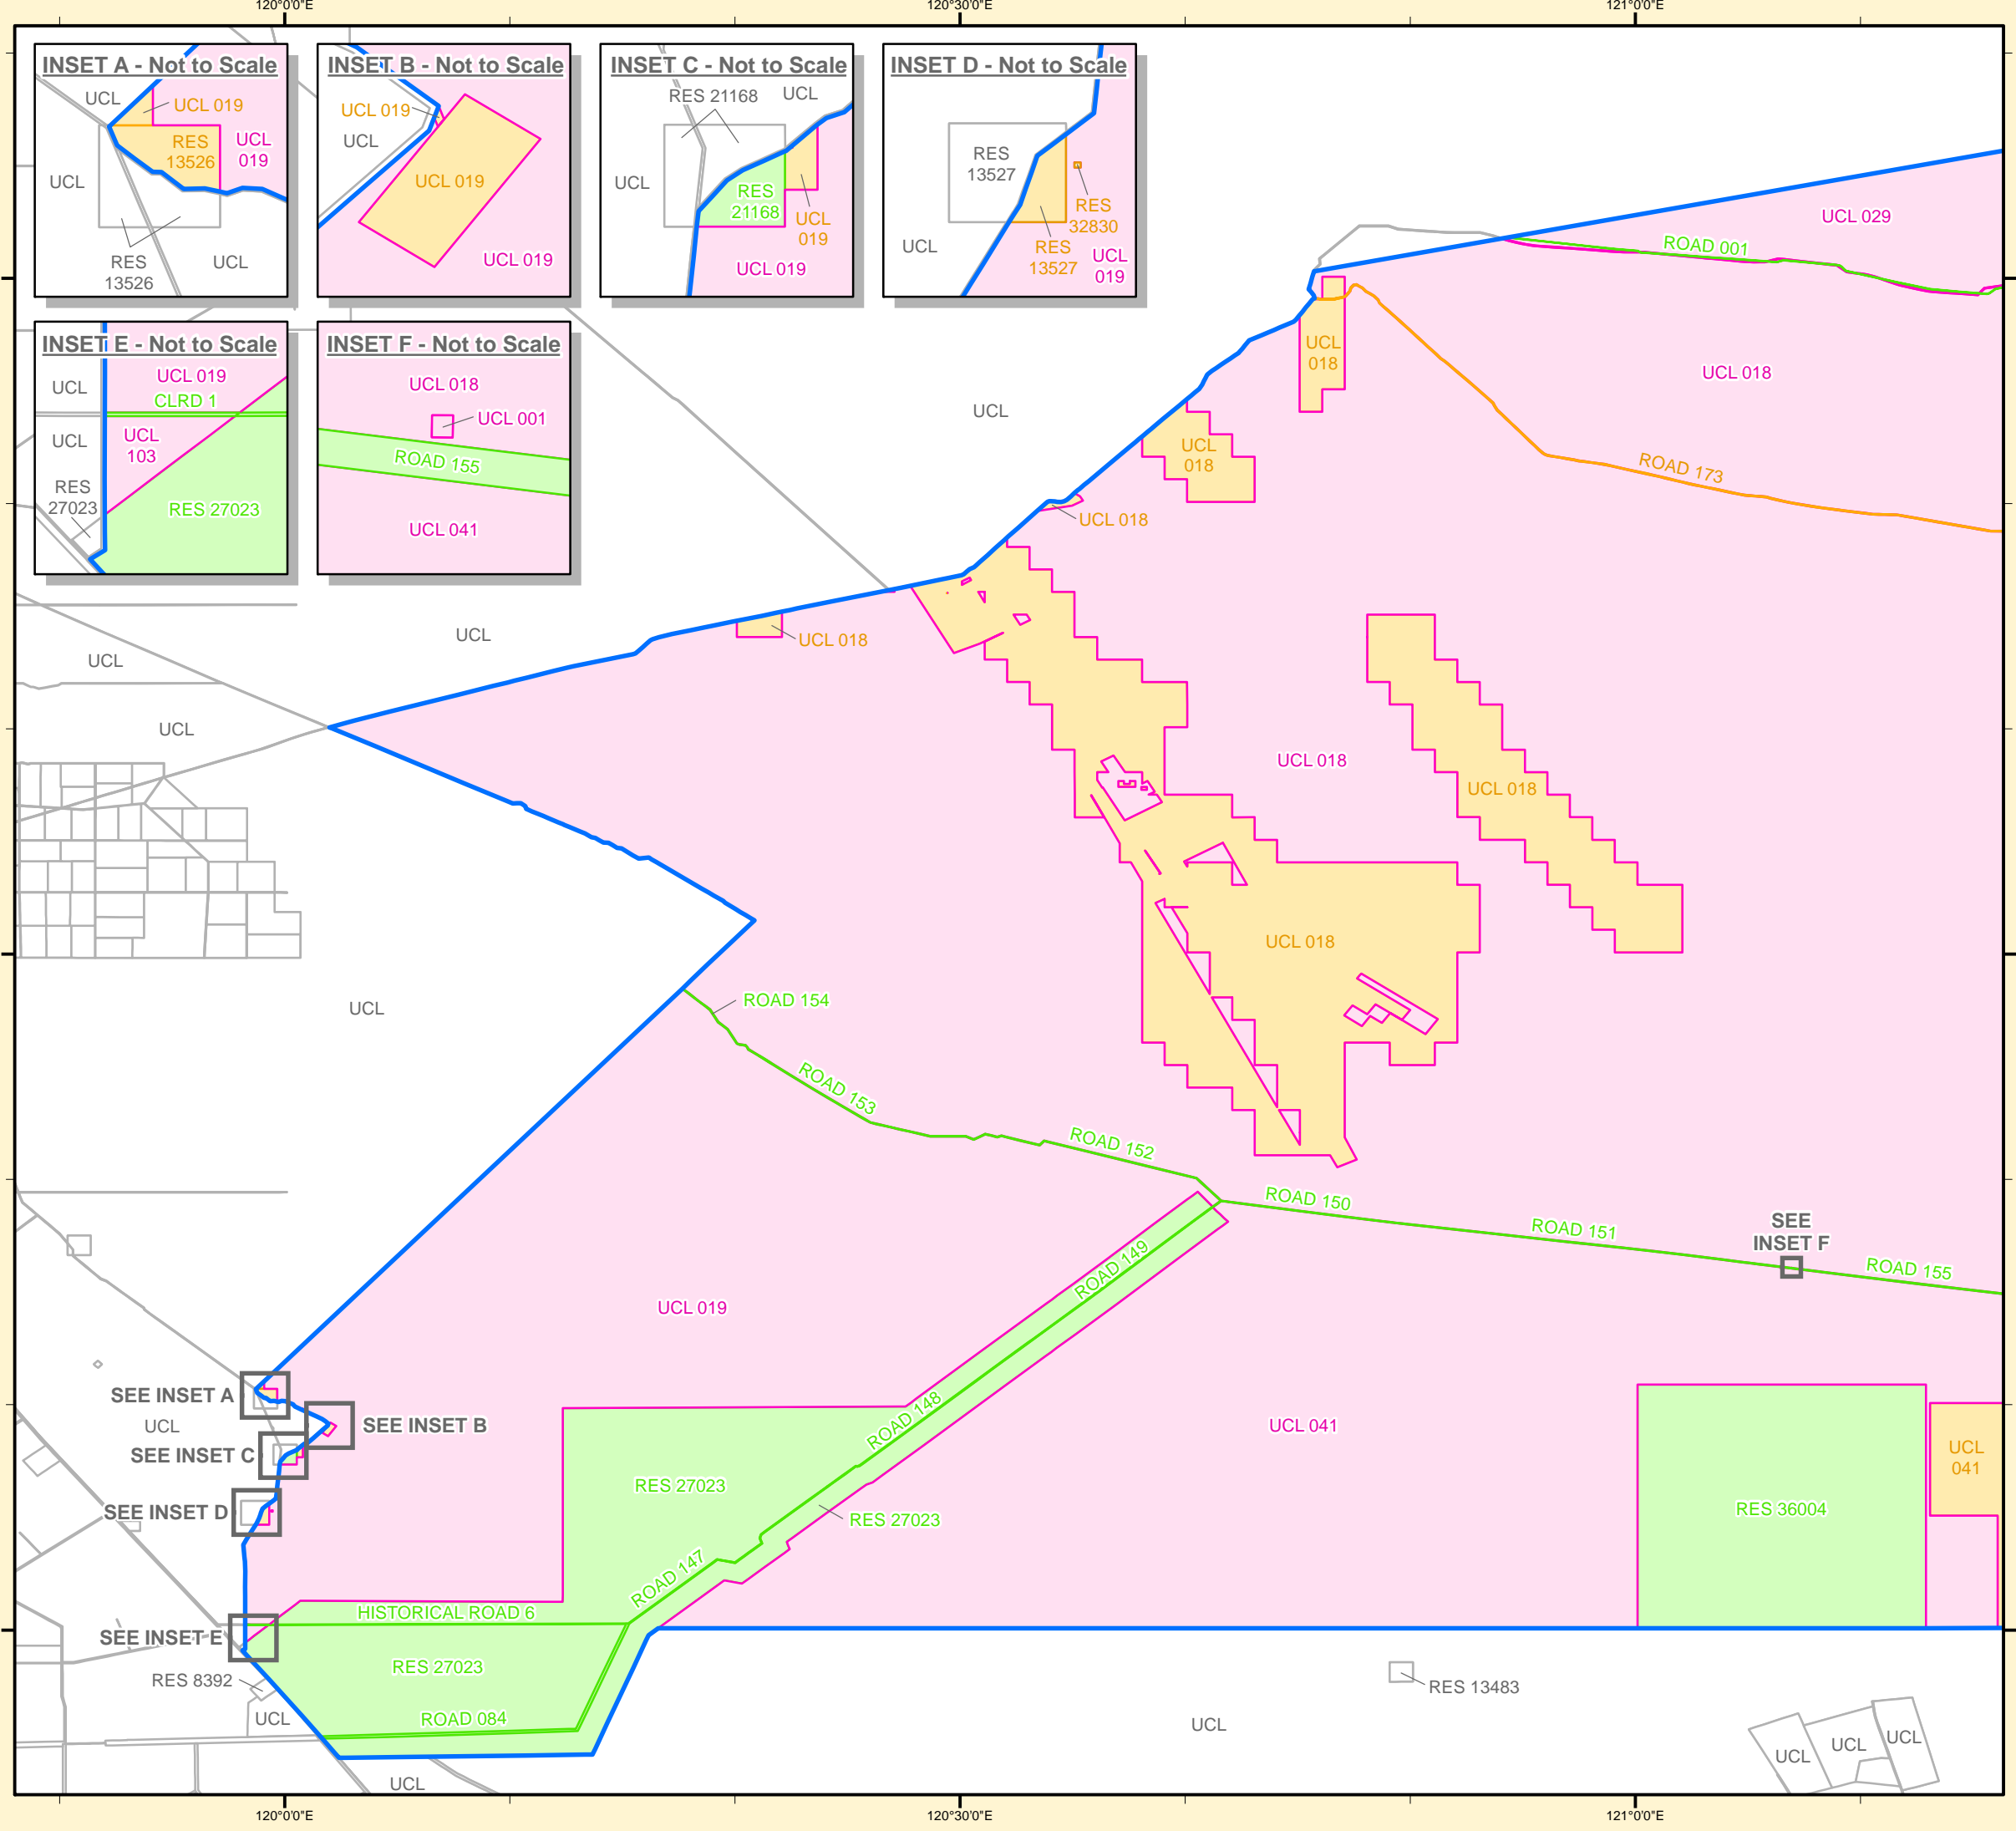 120°0'0"E
120°30'0"E
121°0'0"E
INSET A - Not to Scale
UCL
UCL 019
RES
13526
UCL
019
UCL
RES
13526
UCL
INSET B - Not to Scale
UCL 019
UCL
UCL 019
UCL 019
INSET C - Not to Scale
RES 21168
UCL
UCL
RES
21168
UCL
019
UCL 019
INSET D - Not to Scale
RES
13527
RES
32830
UCL
RES
13527
UCL
019
INSET E - Not to Scale
UCL 019
UCL
CLRD 1
UCL
UCL
103
RES
27023
RES 27023
INSET F - Not to Scale
UCL 018
UCL 001
ROAD 155
UCL 041
UCL 029
ROAD 001
UCL
018
UCL 018
UCL
UCL
018
ROAD 173
UCL 018
UCL
UCL 018
UCL
UCL
UCL 018
UCL 018
UCL 018
UCL
ROAD 154
ROAD 153
ROAD 152
ROAD 150
ROAD 151
SEE
INSET F
ROAD 155
ROAD 149
UCL 019
SEE INSET A
UCL
SEE INSET B
SEE INSET C
ROAD 148
UCL 041
UCL
041
RES 27023
SEE INSET D
RES 27023
RES 36004
ROAD 147
HISTORICAL ROAD 6
SEE INSET E
RES 27023
RES 8392
RES 13483
UCL
ROAD 084
UCL
UCL
UCL
UCL
UCL
120°0'0"E
120°30'0"E
121°0'0"E